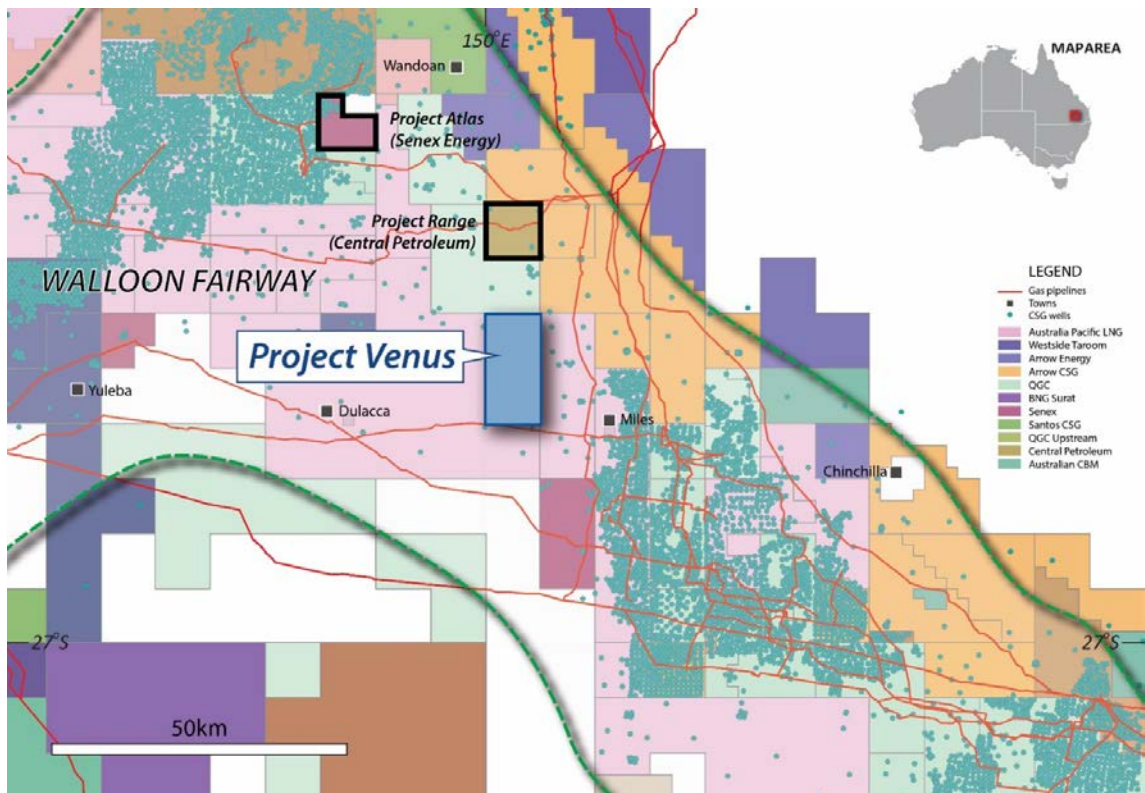 150°E
MAPAREA
Wandoan
Project Atlas
(Senex Energy)
Project Range
(Central Petroleum)
WALLOON FAIRWAY
LEGEND
Gas pipelines
Towns
CSG wells
Australia Pacific LNG
Westside Taroom
Arrow Energy
Arrow CSG
QGC
BNG Surat
Senex
Santos CSG
QGC Upstream
Central Petroleum
Australian CBM
Project Venus
Yuleba
Dulacca
Miles
Chinchilla
27°S
27°S
50km